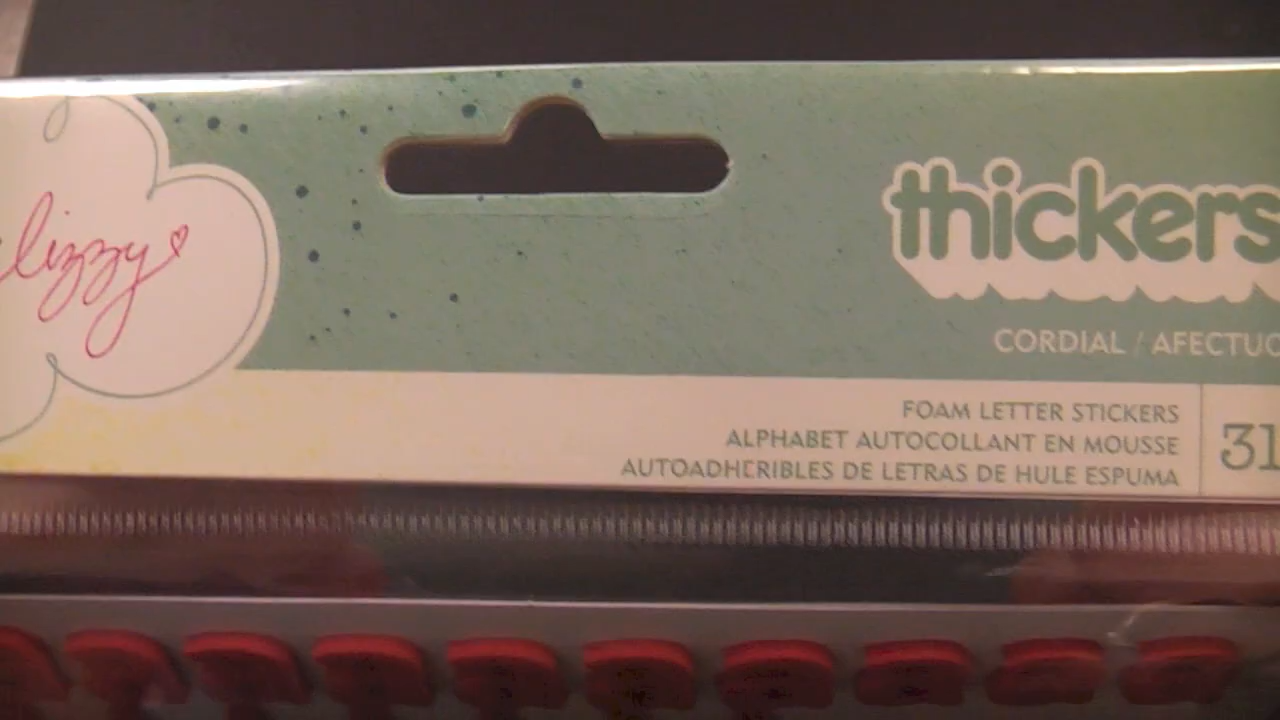 lizzy
thickers
CORDIAL / AFECTUO
FOAM LETTER STICKERS
ALPHABET AUTOCOLLANT EN MOUSSE
AUTOADHERIBLES DE LETRAS DE HULE ESPUMA
31